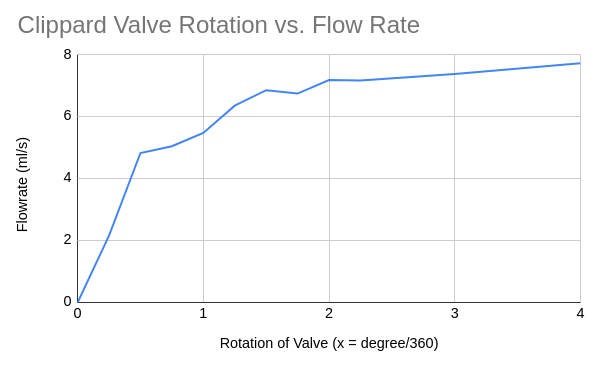 Clippard Valve Rotation vs. Flow Rate
8
6
4
2
0
Flowrate (ml/s)
0 1 2 3 4
Rotation of Valve (x = degree/360)